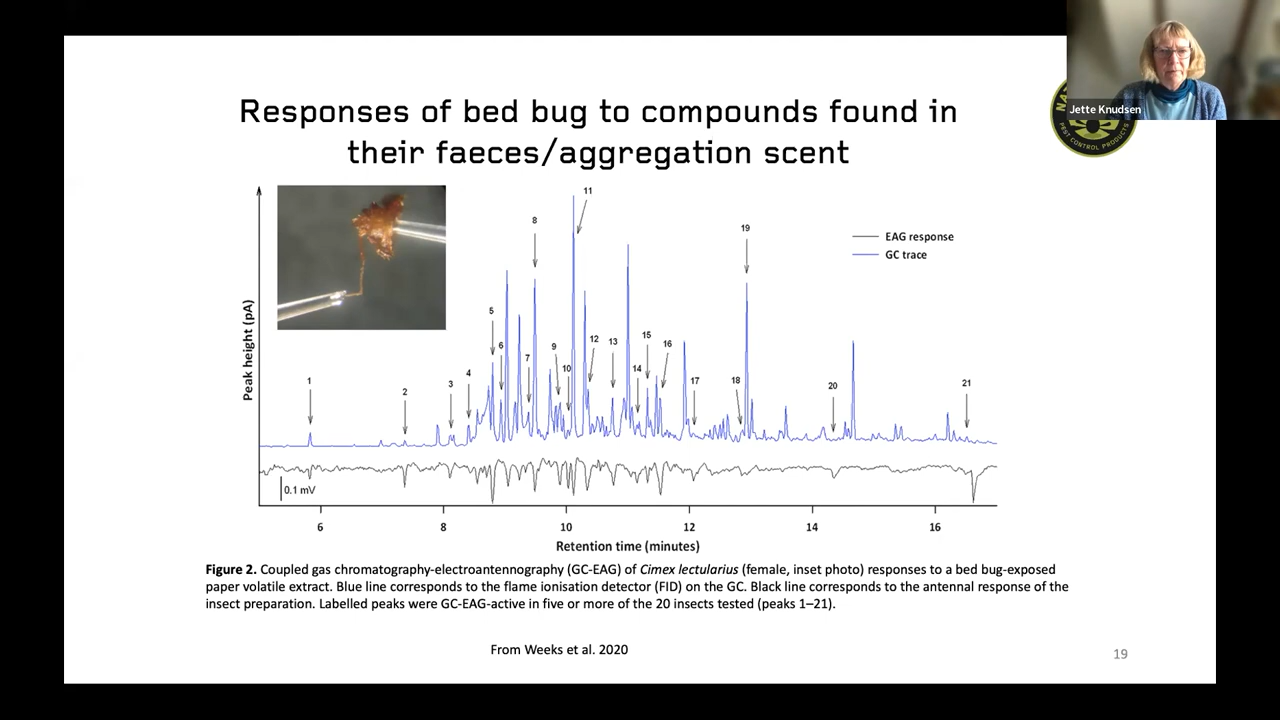 Responses of bed bug to compounds found in
their faeces/aggregation scent
Jette Knudsen
NAT
PEST CONTROL PRODUCTS
EAG response
GC trace
Peak height (pA)
1
2
3
4
5
6
7
8
9
10
11
12
13
14
15
16
17
18
19
20
21
0.1 mV
6 8 10 12 14 16
Retention time (minutes)
Figure 2. Coupled gas chromatography-electroantennography (GC-EAG) of Cimex lectularius (female, inset photo) responses to a bed bug-exposed
paper volatile extract. Blue line corresponds to the flame ionisation detector (FID) on the GC. Black line corresponds to the antennal response of the
insect preparation. Labelled peaks were GC-EAG-active in five or more of the 20 insects tested (peaks 1–21).
From Weeks et al. 2020
19